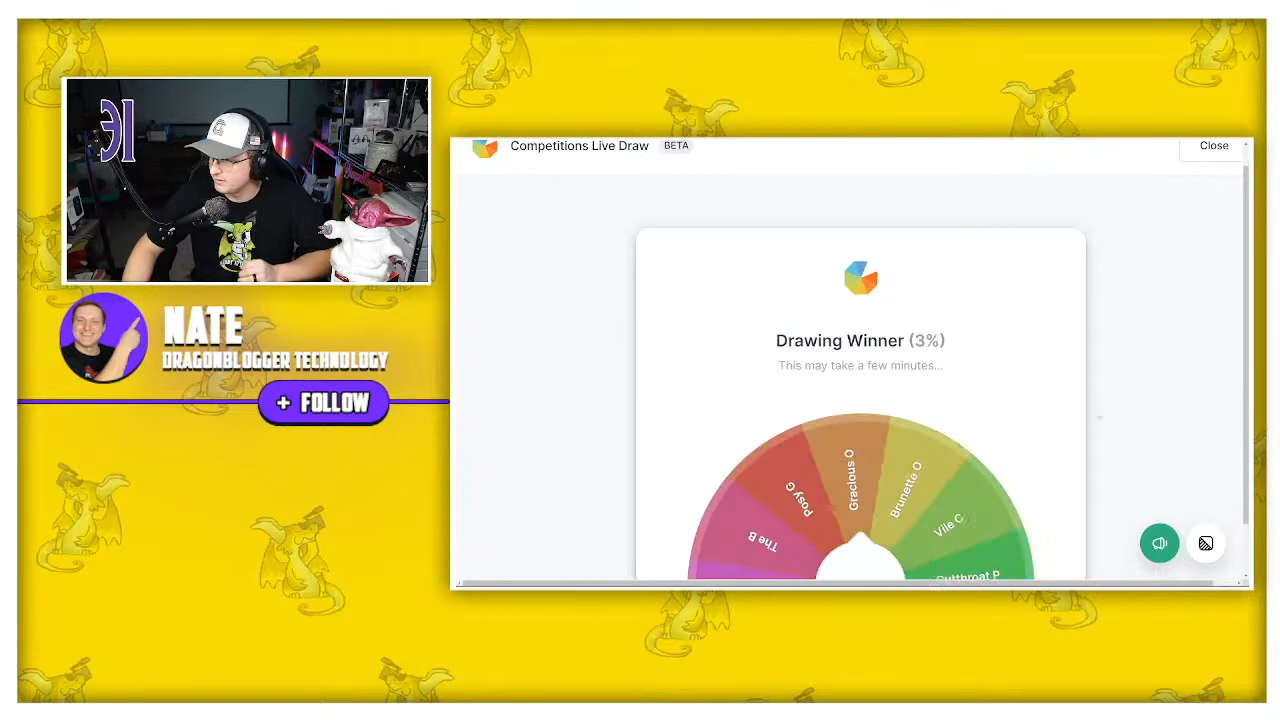 Competitions Live Draw BETA
Close
NATE
DRAGONBLOGGER TECHNOLOGY
+ FOLLOW
Drawing Winner (3%)
This may take a few minutes...
The B
Posy G
Gracious O
Brunette O
Vile C
Cutthroat P